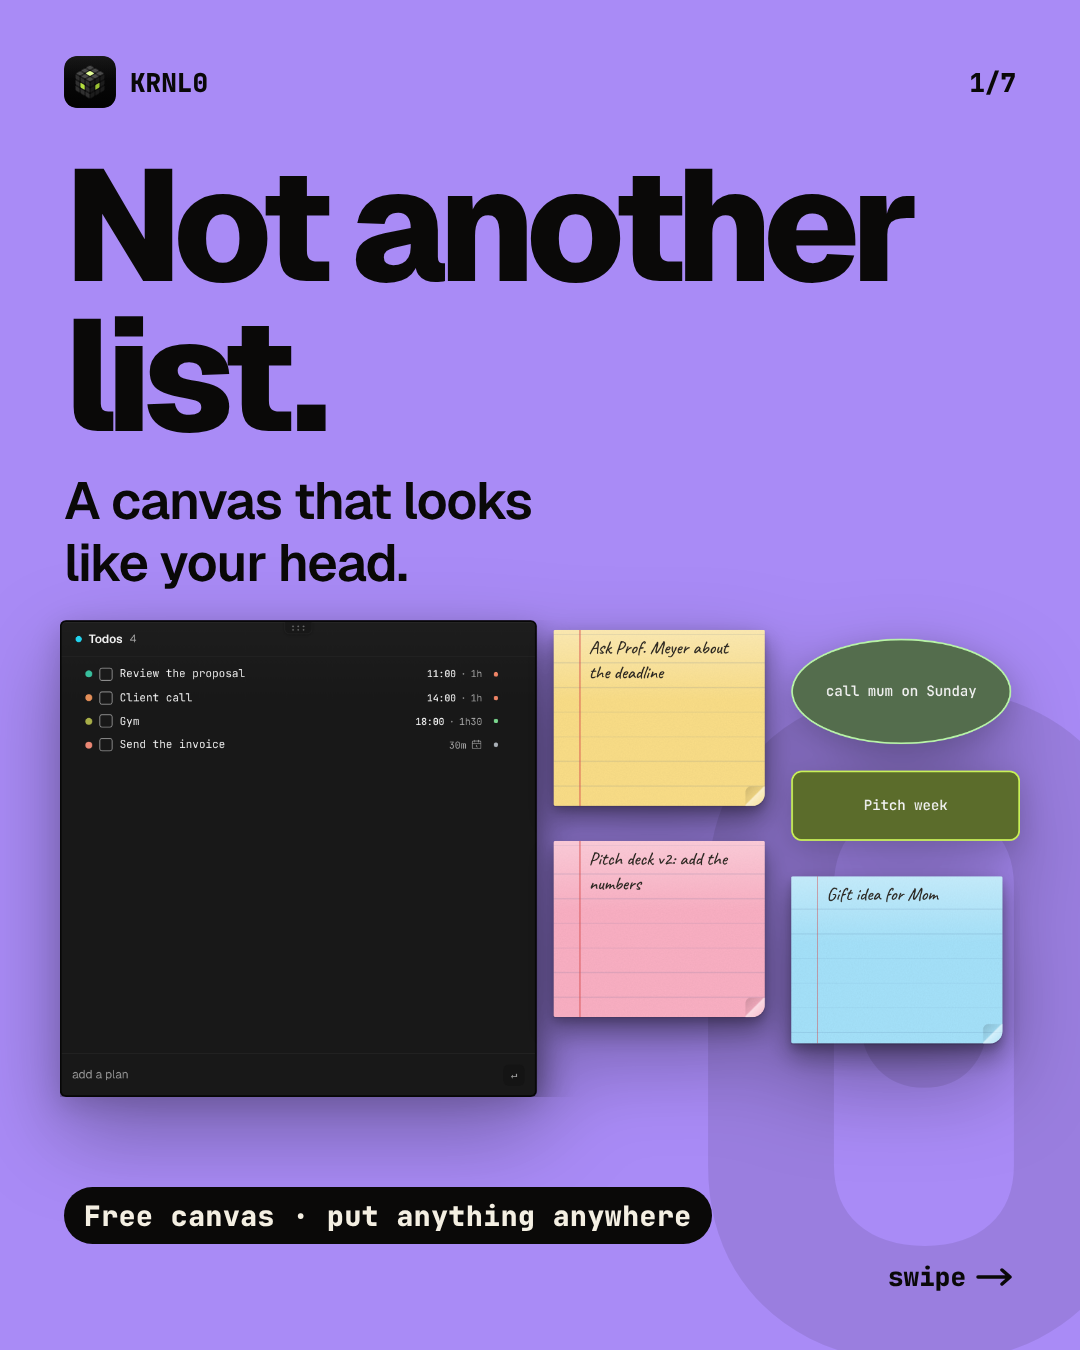 KRNL0
1/7
Not another
list.
A canvas that looks
like your head.
Todos 4
Review the proposal 11:00 · 1h
Client call 14:00 · 1h
Gym 18:00 · 1h30
Send the invoice 30m
add a plan
Ask Prof. Meyer about
the deadline
Pitch deck v2: add the
numbers
call mum on Sunday
Pitch week
Gift idea for Mom
Free canvas · put anything anywhere
swipe →